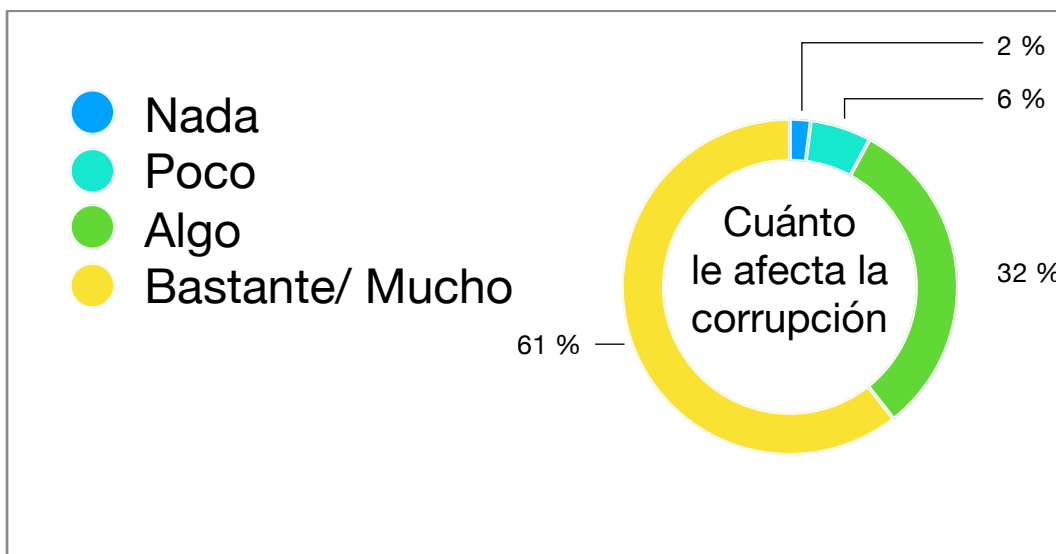 Nada
Poco
Algo
Bastante/ Mucho
2 %
6 %
32 %
61 %
Cuánto
le afecta la
corrupción